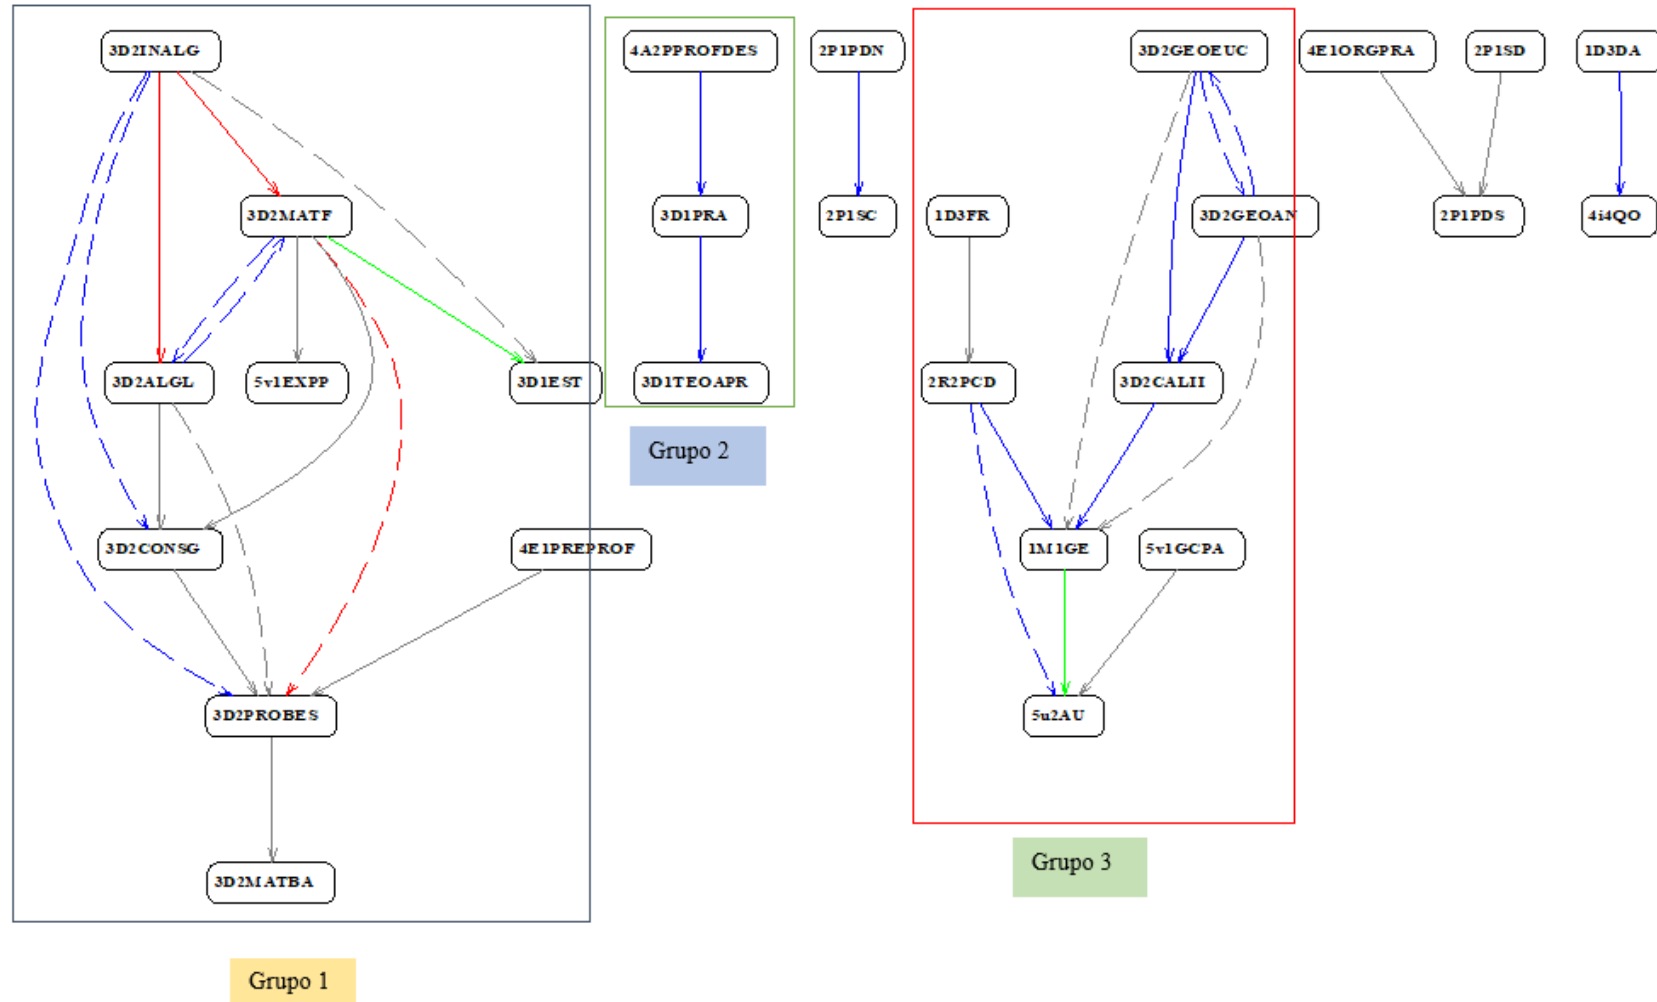 3D2INALG
4A2PPROFDES
2P1PDN
3D2GEOEUC
4E1ORGPRA
2P1SD
1D3DA
3D2MATF
3D1PRA
2P1SC
1D3FR
3D2GEOAN
2P1PDS
4i4QO
3D2ALGL
5v1EXPP
3D1EST
3D1TEOAPR
2R2PCD
3D2CALII
Grupo 2
3D2CONSG
4E1PREPROF
1M1GE
5v1GCPA
3D2PROBES
5u2AU
Grupo 3
3D2MATBA
Grupo 1